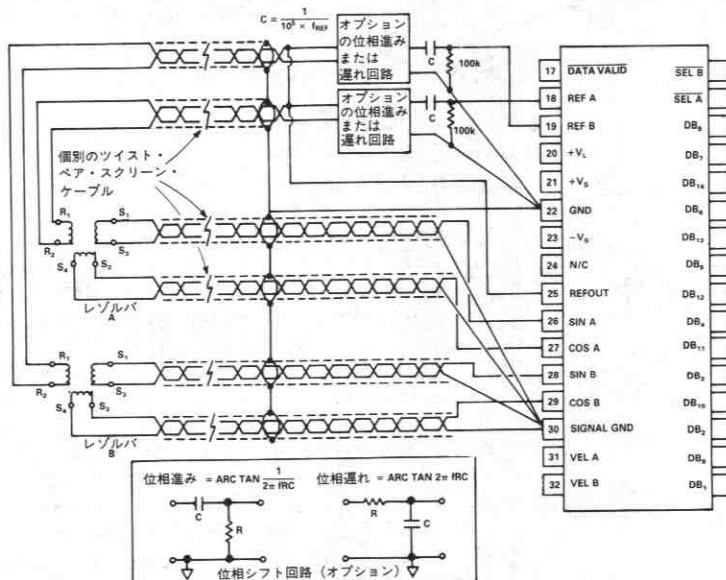 C = 1 / 10⁵ × fREF
オプション
の位相進み
または
遅れ回路
C
100k
オプション
の位相進み
または
遅れ回路
C
100k
個別のツイスト・
ペア・スクリーン・
ケーブル
R₁
R₂
S₁
S₃
S₄
S₂
レゾルバ
A
R₁
R₂
S₁
S₃
S₄
S₂
レゾルバ
B
17 DATA VALID
18 REF A
19 REF B
20 +VL
21 +VS
22 GND
23 -VS
24 N/C
25 REFOUT
26 SIN A
27 COS A
28 SIN B
29 COS B
30 SIGNAL GND
31 VEL A
32 VEL B
SEL B
SEL A
DB₈
DB₇
DB₁₄
DB₆
DB₁₃
DB₅
DB₁₂
DB₄
DB₁₁
DB₃
DB₁₀
DB₂
DB₉
DB₁
位相進み = ARC TAN 1 / 2π fRC
位相遅れ = ARC TAN 2π fRC
C
R
R
C
位相シフト回路 (オプション)